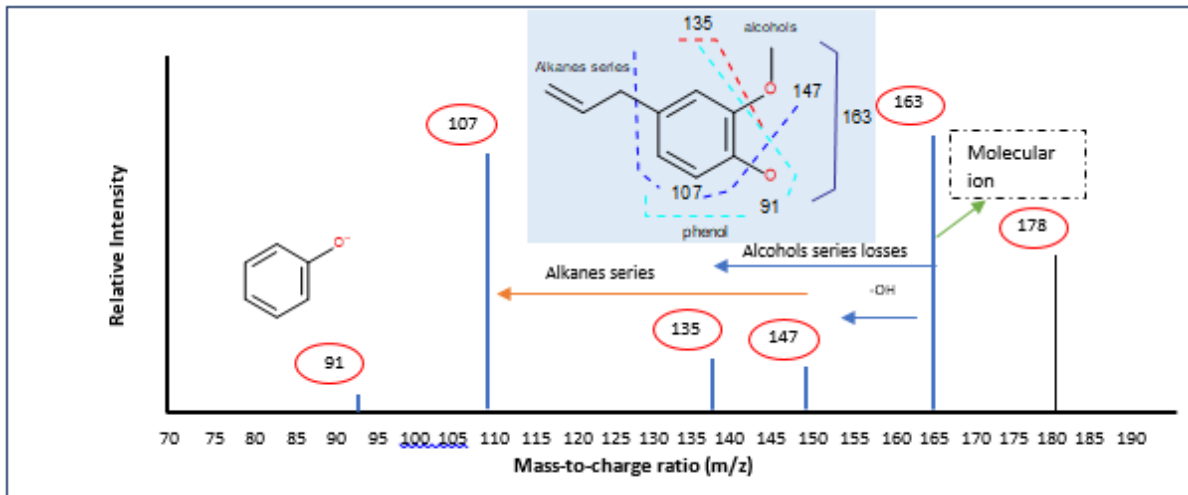 135
alcohols
Alkanes series
O
147
163
163
107
Molecular
ion
107
O
91
178
phenol
O⁻
Alcohols series losses
Alkanes series
-OH
135
147
91
Relative Intensity
70 75 80 85 90 95 100 105 110 115 120 125 130 135 140 145 150 155 160 165 170 175 180 185 190
Mass-to-charge ratio (m/z)